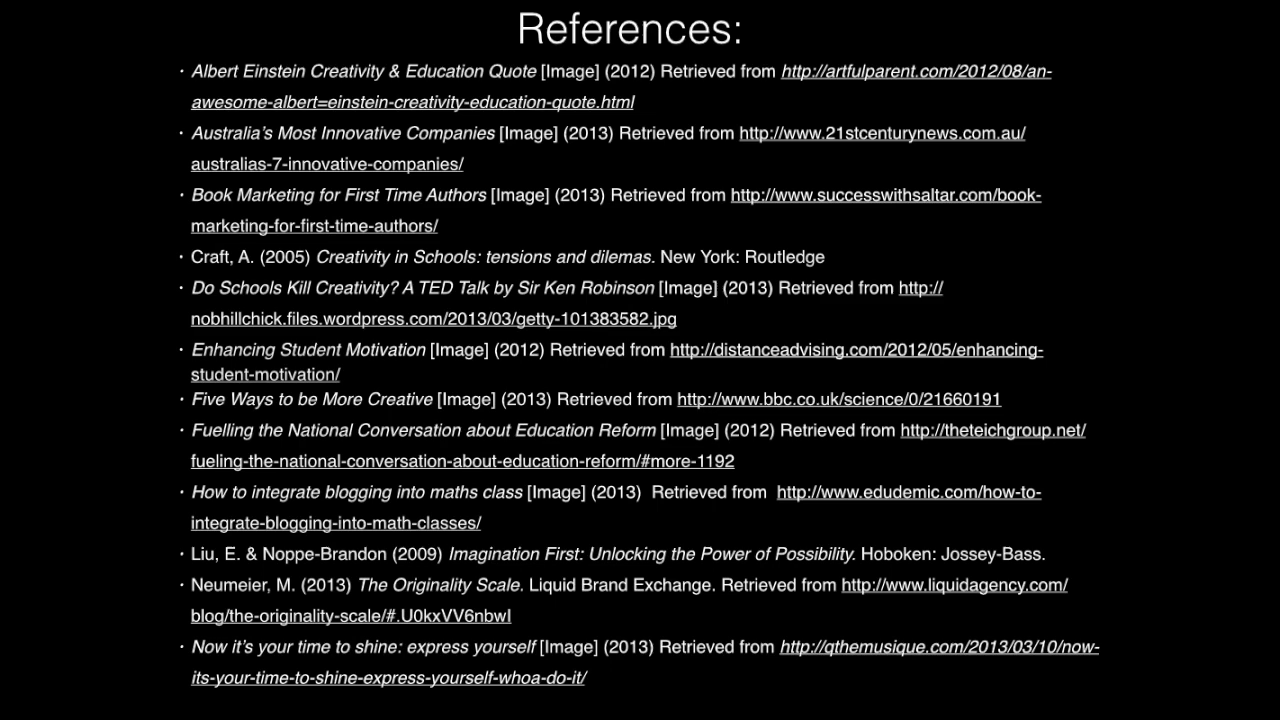 References:
· Albert Einstein Creativity & Education Quote [Image] (2012) Retrieved from http://artfulparent.com/2012/08/an-
awesome-albert=einstein-creativity-education-quote.html
· Australia's Most Innovative Companies [Image] (2013) Retrieved from http://www.21stcenturynews.com.au/
australias-7-innovative-companies/
· Book Marketing for First Time Authors [Image] (2013) Retrieved from http://www.successwithsaltar.com/book-
marketing-for-first-time-authors/
· Craft, A. (2005) Creativity in Schools: tensions and dilemas. New York: Routledge
· Do Schools Kill Creativity? A TED Talk by Sir Ken Robinson [Image] (2013) Retrieved from http://
nobhillchick.files.wordpress.com/2013/03/getty-101383582.jpg
· Enhancing Student Motivation [Image] (2012) Retrieved from http://distanceadvising.com/2012/05/enhancing-
student-motivation/
· Five Ways to be More Creative [Image] (2013) Retrieved from http://www.bbc.co.uk/science/0/21660191
· Fuelling the National Conversation about Education Reform [Image] (2012) Retrieved from http://theteichgroup.net/
fueling-the-national-conversation-about-education-reform/#more-1192
· How to integrate blogging into maths class [Image] (2013) Retrieved from http://www.edudemic.com/how-to-
integrate-blogging-into-math-classes/
· Liu, E. & Noppe-Brandon (2009) Imagination First: Unlocking the Power of Possibility. Hoboken: Jossey-Bass.
· Neumeier, M. (2013) The Originality Scale. Liquid Brand Exchange. Retrieved from http://www.liquidagency.com/
blog/the-originality-scale/#.U0kxVV6nbwI
· Now it's your time to shine: express yourself [Image] (2013) Retrieved from http://qthemusique.com/2013/03/10/now-
its-your-time-to-shine-express-yourself-whoa-do-it/